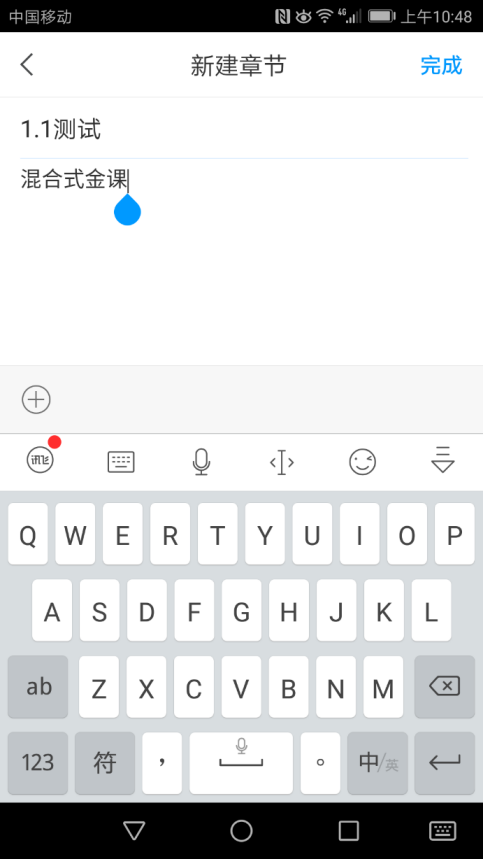 中国移动 4G 上午10:48
新建章节 完成
1.1测试
混合式金课
Q W E R T Y U I O P
A S D F G H J K L
ab Z X C V B N M
123 符 ， 。 中/英